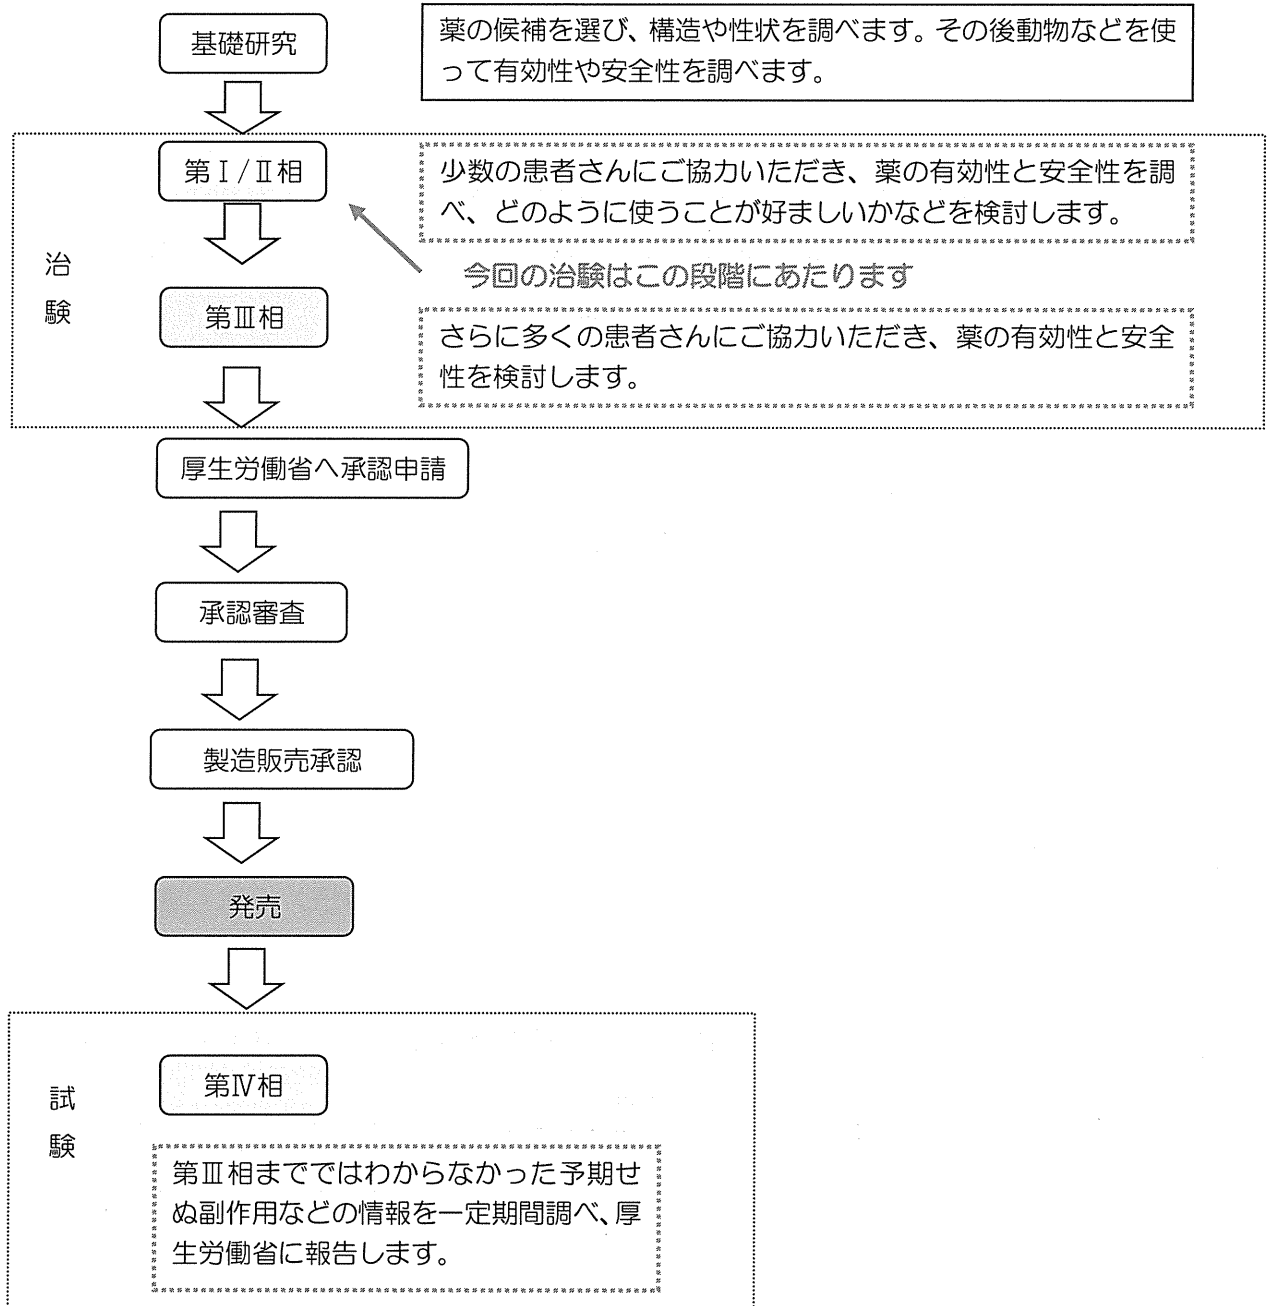 基礎研究
薬の候補を選び、構造や性状を調べます。その後動物などを使
って有効性や安全性を調べます。
治
験
第Ⅰ/Ⅱ相
少数の患者さんにご協力いただき、薬の有効性と安全性を調
べ、どのように使うことが好ましいかなどを検討します。
今回の治験はこの段階にあたります
第Ⅲ相
さらに多くの患者さんにご協力いただき、薬の有効性と安全
性を検討します。
厚生労働省へ承認申請
承認審査
製造販売承認
発売
試
験
第Ⅳ相
第Ⅲ相までではわからなかった予期せ
ぬ副作用などの情報を一定期間調べ、厚
生労働省に報告します。